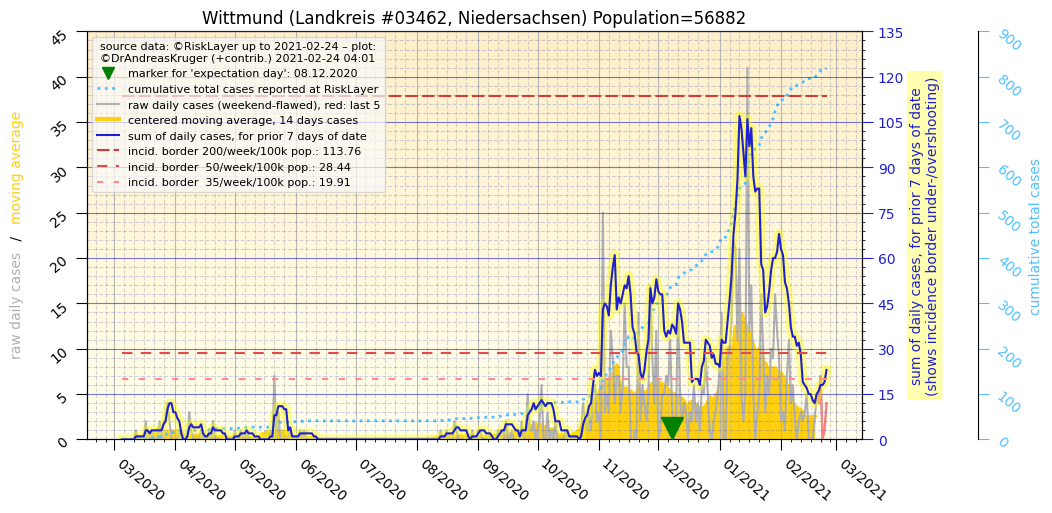 Wittmund (Landkreis #03462, Niedersachsen) Population=56882
source data: ©RiskLayer up to 2021-02-24 – plot:
©DrAndreasKruger (+contrib.) 2021-02-24 04:01
marker for 'expectation day': 08.12.2020
cumulative total cases reported at RiskLayer
raw daily cases (weekend-flawed), red: last 5
centered moving average, 14 days cases
sum of daily cases, for prior 7 days of date
incid. border 200/week/100k pop.: 113.76
incid. border  50/week/100k pop.: 28.44
incid. border  35/week/100k pop.: 19.91
raw daily cases / moving average
45
40
35
30
25
20
15
10
5
0
03/2020
04/2020
05/2020
06/2020
07/2020
08/2020
09/2020
10/2020
11/2020
12/2020
01/2021
02/2021
03/2021
135
120
105
90
75
60
45
30
15
0
sum of daily cases, for prior 7 days of date
(shows incidence border under-/overshooting)
900
800
700
600
500
400
300
200
100
0
cumulative total cases